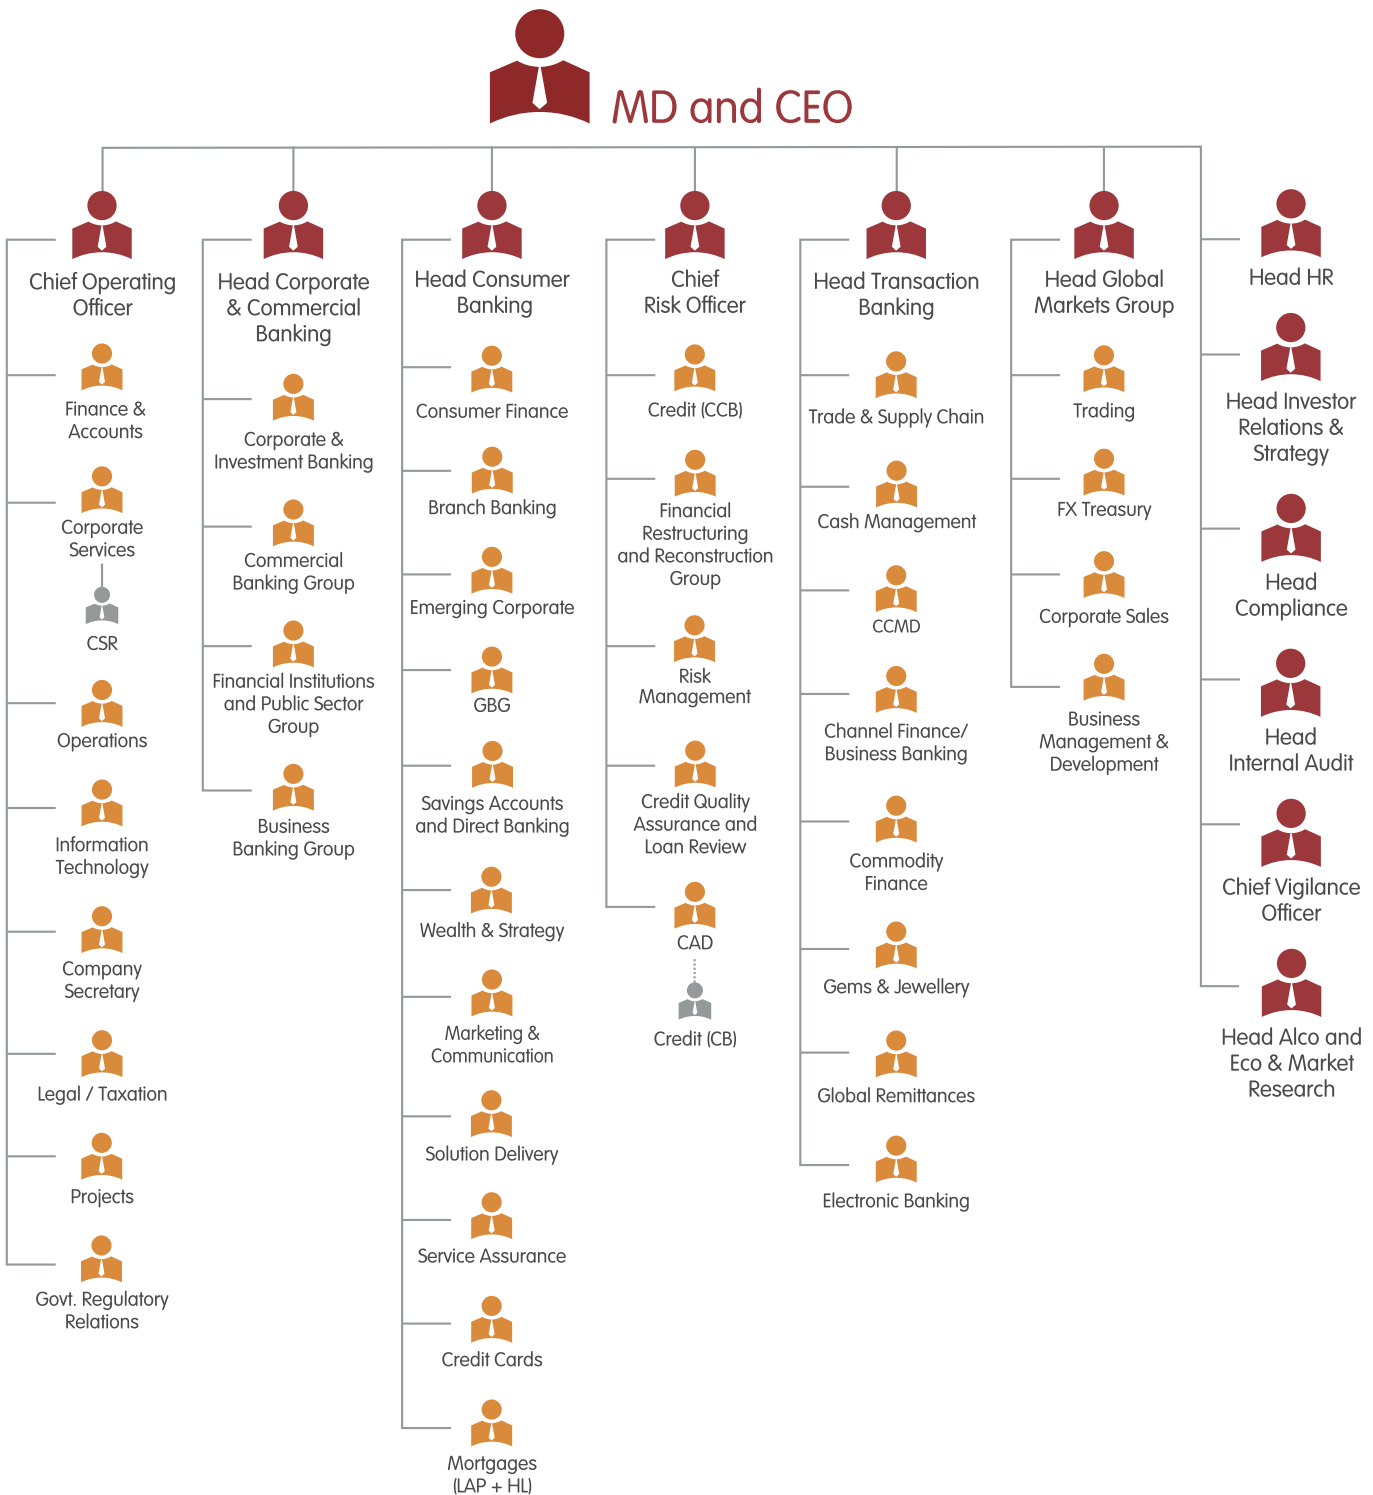 MD and CEO
Chief Operating
Officer
Finance &
Accounts
Corporate
Services
CSR
Operations
Information
Technology
Company
Secretary
Legal / Taxation
Projects
Govt. Regulatory
Relations
Head Corporate
& Commercial
Banking
Corporate &
Investment Banking
Commercial
Banking Group
Financial Institutions
and Public Sector
Group
Business
Banking Group
Head Consumer
Banking
Consumer Finance
Branch Banking
Emerging Corporate
GBG
Savings Accounts
and Direct Banking
Wealth & Strategy
Marketing &
Communication
Solution Delivery
Service Assurance
Credit Cards
Mortgages
(LAP + HL)
Chief
Risk Officer
Credit (CCB)
Financial
Restructuring
and Reconstruction
Group
Risk
Management
Credit Quality
Assurance and
Loan Review
CAD
Credit (CB)
Head Transaction
Banking
Trade & Supply Chain
Cash Management
CCMD
Channel Finance/
Business Banking
Commodity
Finance
Gems & Jewellery
Global Remittances
Electronic Banking
Head Global
Markets Group
Trading
FX Treasury
Corporate Sales
Business
Management &
Development
Head HR
Head Investor
Relations &
Strategy
Head
Compliance
Head
Internal Audit
Chief Vigilance
Officer
Head Alco and
Eco & Market
Research